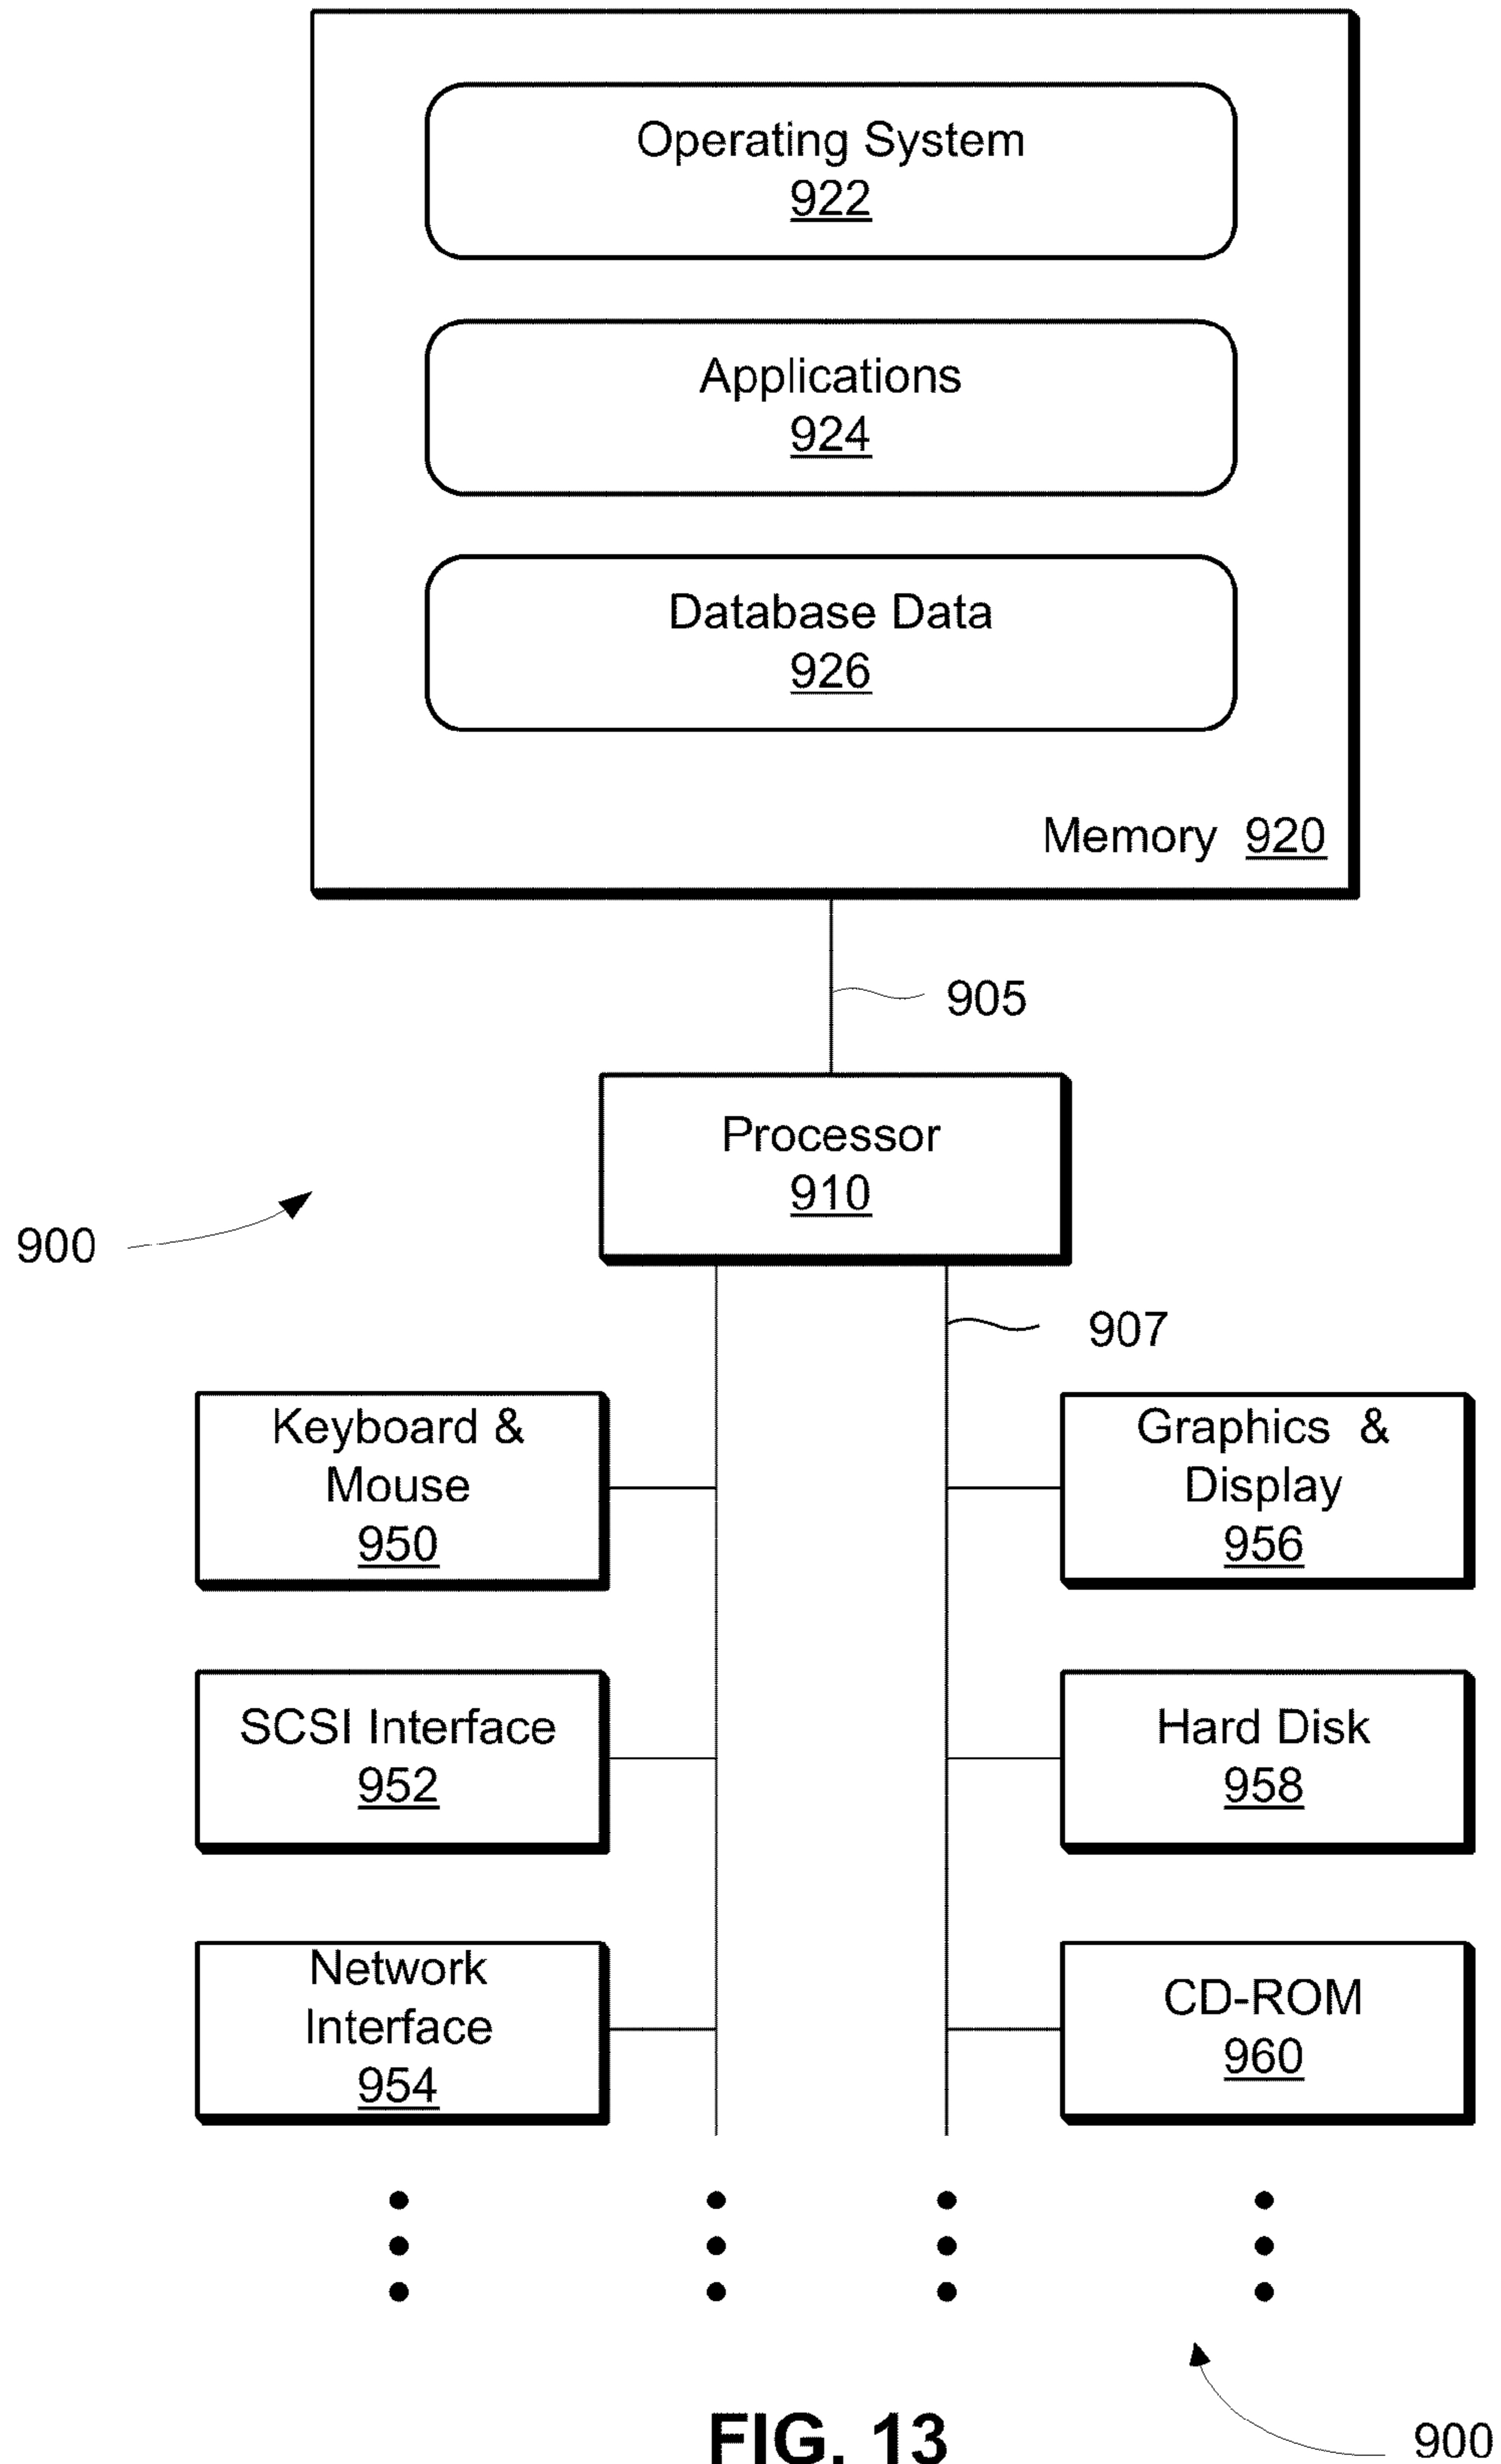 Operating System
922
Applications
924
Database Data
926
Memory 920
905
Processor
910
900
907
Keyboard &
Mouse
950
Graphics &
Display
956
SCSI Interface
952
Hard Disk
958
Network
Interface
954
CD-ROM
960
FIG. 13
900